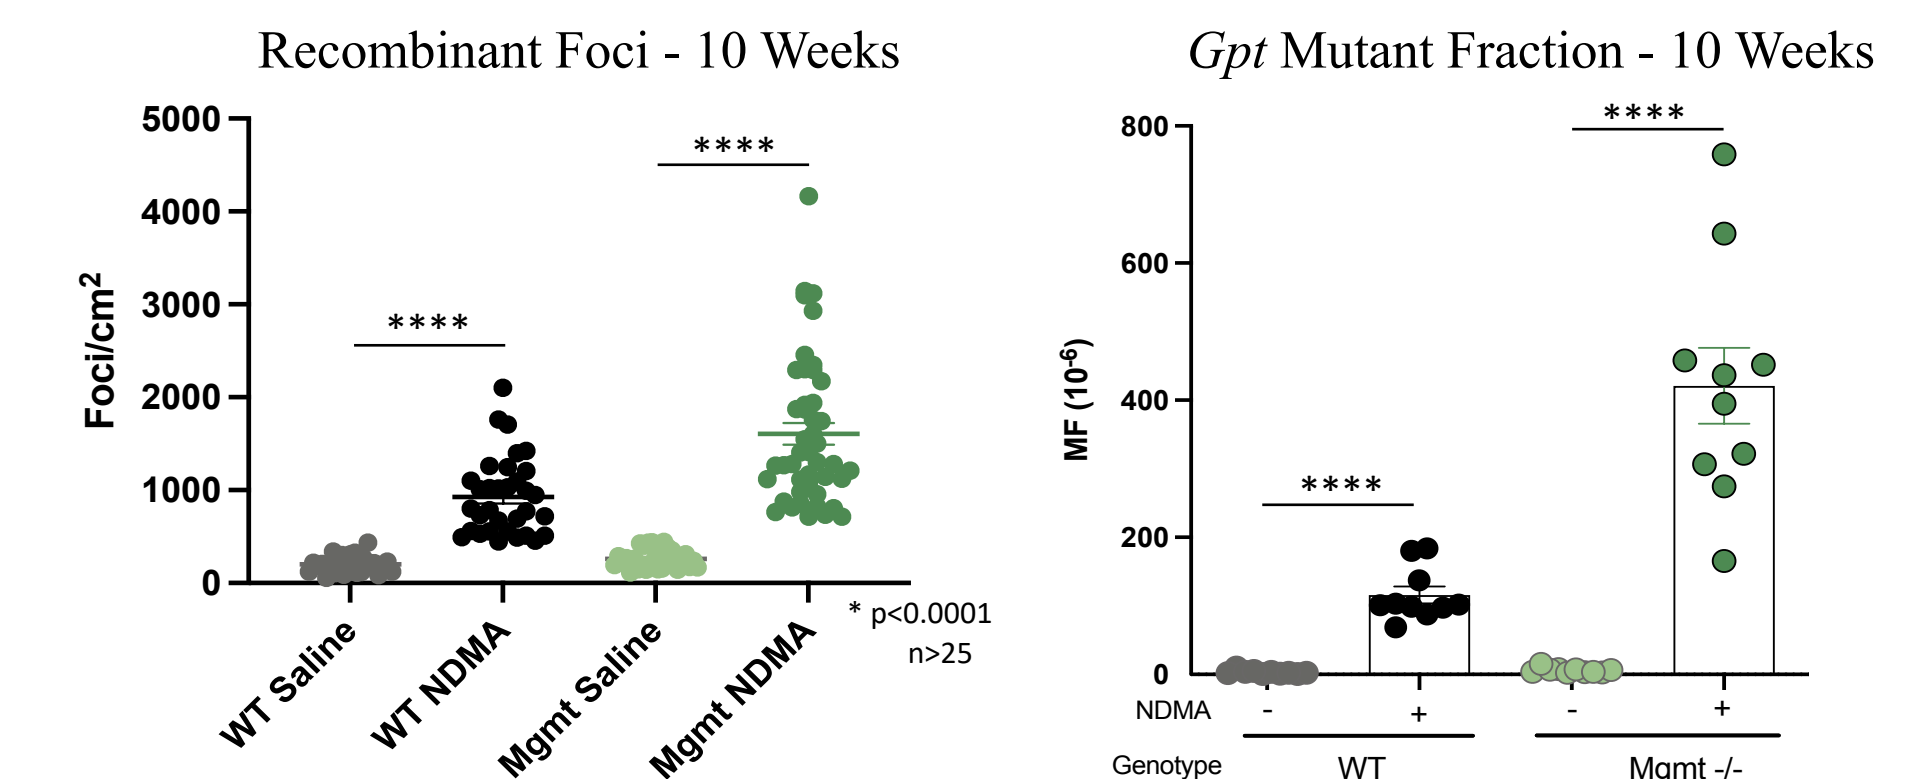 Recombinant Foci - 10 Weeks
Foci/cm2
5000
4000
3000
2000
1000
0
****
****
WT Saline
WT NDMA
Mgmt Saline
Mgmt NDMA
* p<0.0001
n>25
Gpt Mutant Fraction - 10 Weeks
MF (10-6)
800
600
400
200
0
****
****
NDMA - + - +
Genotype WT Mgmt -/-